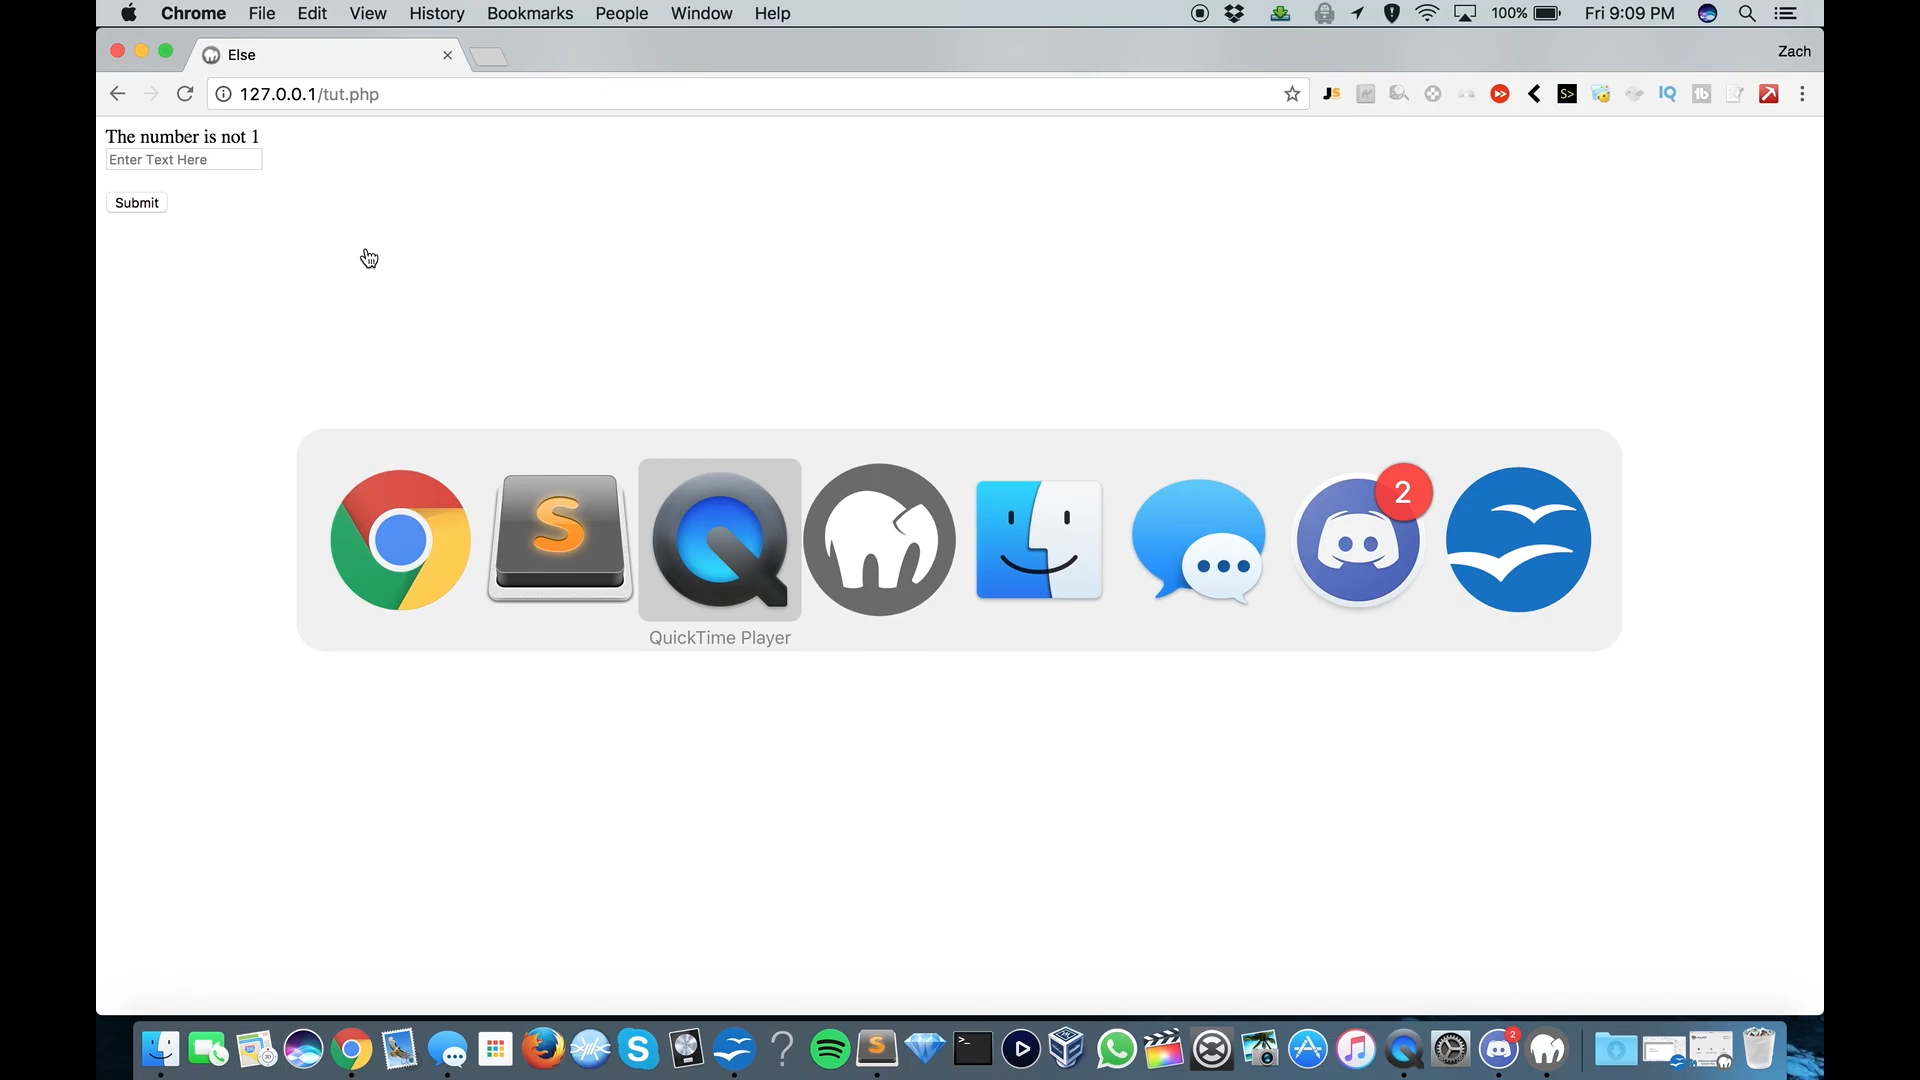 Chrome File Edit View History Bookmarks People Window Help 100% Fri 9:09 PM
Else Zach
127.0.0.1/tut.php
The number is not 1
Enter Text Here
Submit
2
QuickTime Player